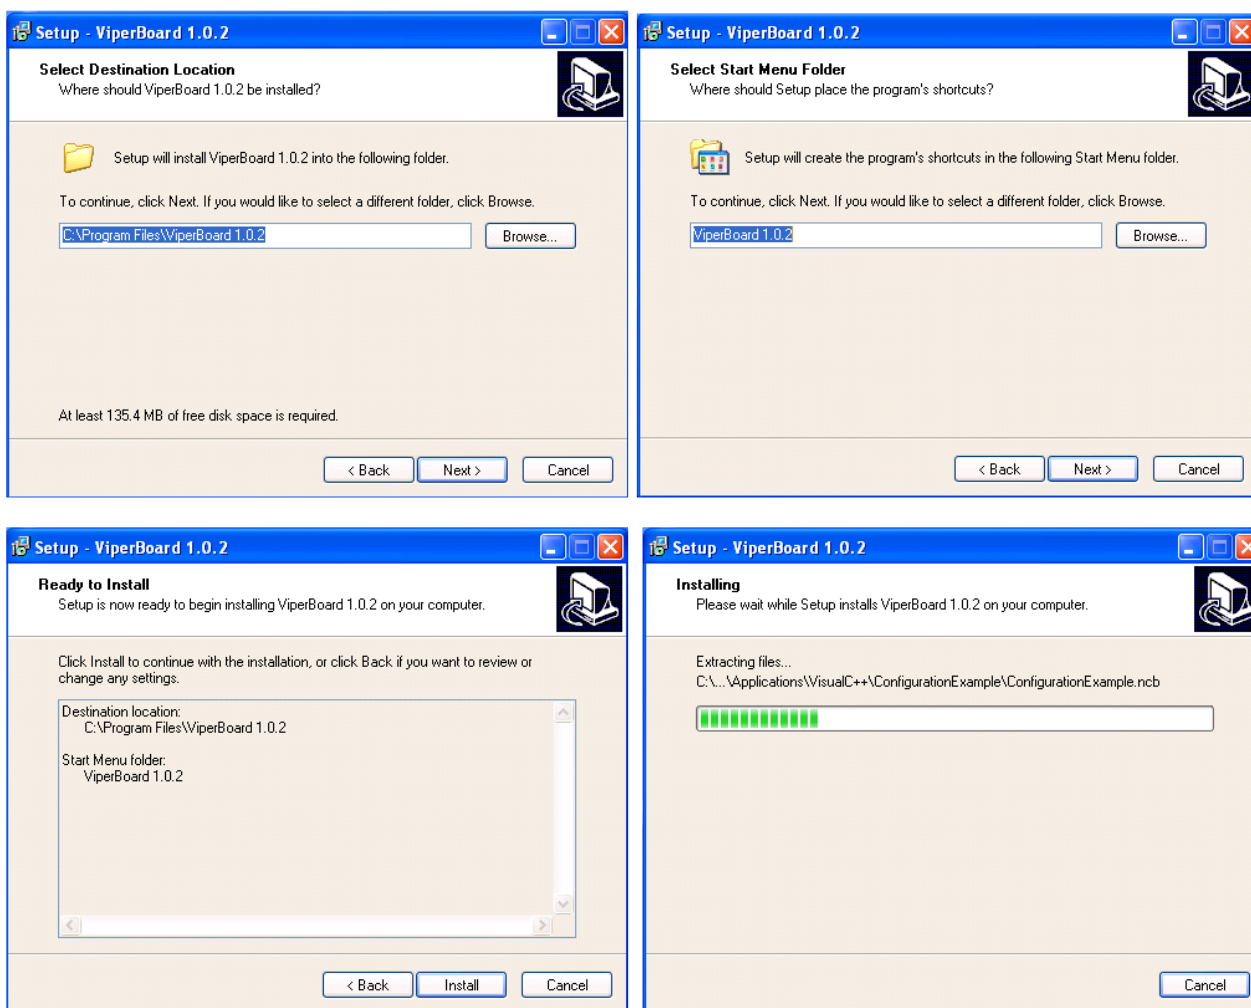 Setup - ViperBoard 1.0.2
Select Destination Location
Where should ViperBoard 1.0.2 be installed?
Setup will install ViperBoard 1.0.2 into the following folder.
To continue, click Next. If you would like to select a different folder, click Browse.
C:\Program Files\ViperBoard 1.0.2
Browse...
At least 135.4 MB of free disk space is required.
< Back
Next >
Cancel
Setup - ViperBoard 1.0.2
Select Start Menu Folder
Where should Setup place the program's shortcuts?
Setup will create the program's shortcuts in the following Start Menu folder.
To continue, click Next. If you would like to select a different folder, click Browse.
ViperBoard 1.0.2
Browse...
< Back
Next >
Cancel
Setup - ViperBoard 1.0.2
Ready to Install
Setup is now ready to begin installing ViperBoard 1.0.2 on your computer.
Click Install to continue with the installation, or click Back if you want to review or
change any settings.
Destination location:
C:\Program Files\ViperBoard 1.0.2
Start Menu folder:
ViperBoard 1.0.2
< Back
Install
Cancel
Setup - ViperBoard 1.0.2
Installing
Please wait while Setup installs ViperBoard 1.0.2 on your computer.
Extracting files...
C:\...\Applications\VisualC++\ConfigurationExample\ConfigurationExample.ncb
Cancel